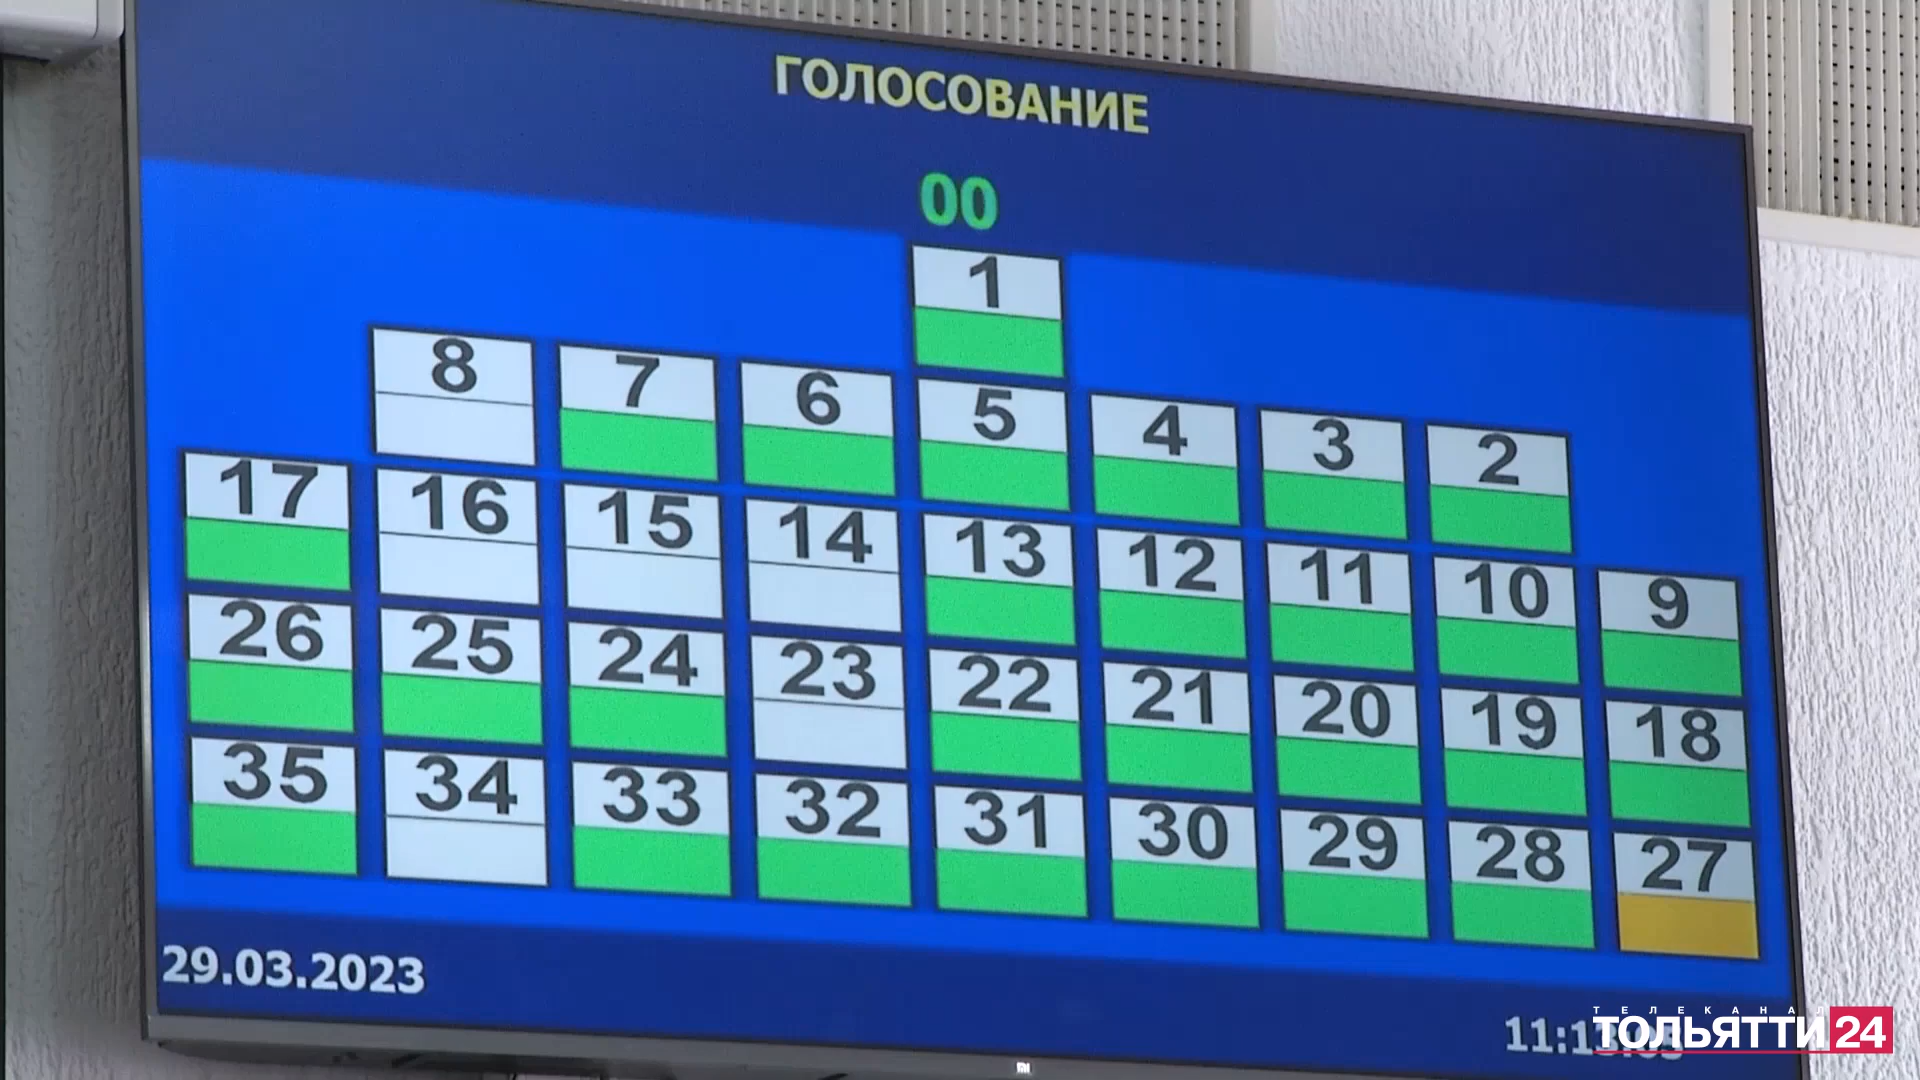 ГОЛОСОВАНИЕ
00
1
8 7 6 5 4 3 2
17 16 15 14 13 12 11 10 9
26 25 24 23 22 21 20 19 18
35 34 33 32 31 30 29 28 27
29.03.2023
ТЕЛЕКАНАЛ
ТОЛЬЯТТИ 24
mi